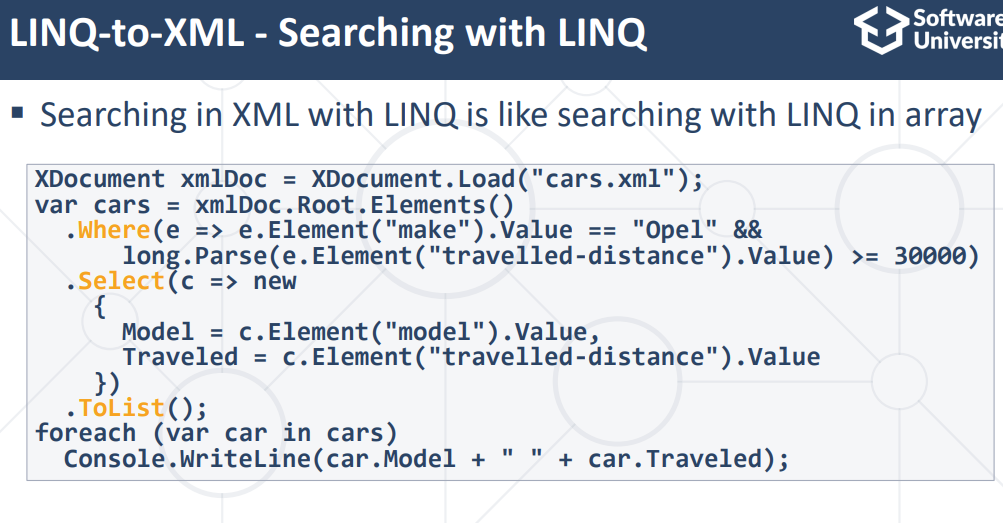 LINQ-to-XML - Searching with LINQ
Software
Universit
▪ Searching in XML with LINQ is like searching with LINQ in array
XDocument xmlDoc = XDocument.Load("cars.xml");
var cars = xmlDoc.Root.Elements()
  .Where(e => e.Element("make").Value == "Opel" &&
      long.Parse(e.Element("travelled-distance").Value) >= 30000)
  .Select(c => new
    {
      Model = c.Element("model").Value,
      Traveled = c.Element("travelled-distance").Value
    })
  .ToList();
foreach (var car in cars)
  Console.WriteLine(car.Model + " " + car.Traveled);